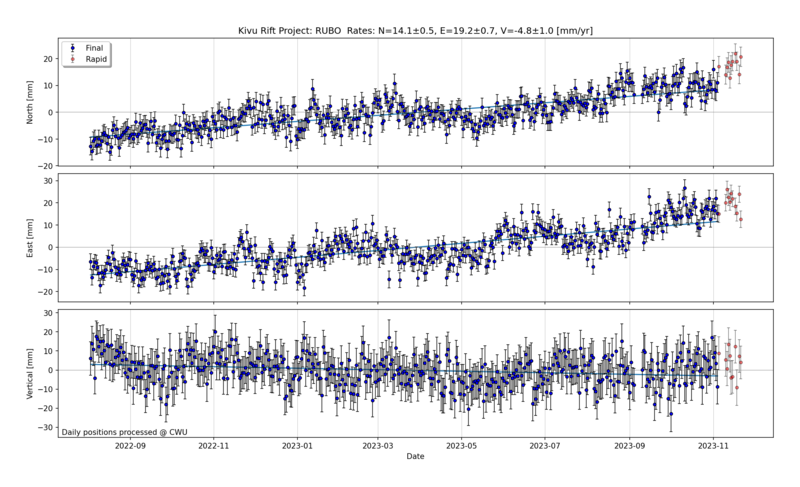 Kivu Rift Project: RUBO  Rates: N=14.1±0.5, E=19.2±0.7, V=-4.8±1.0 [mm/yr]
Final
Rapid
North [mm]
20
10
0
−10
−20
East [mm]
30
20
10
0
−10
−20
Vertical [mm]
30
20
10
0
−10
−20
−30
Daily positions processed @ CWU
2022-09 2022-11 2023-01 2023-03 2023-05 2023-07 2023-09 2023-11
Date